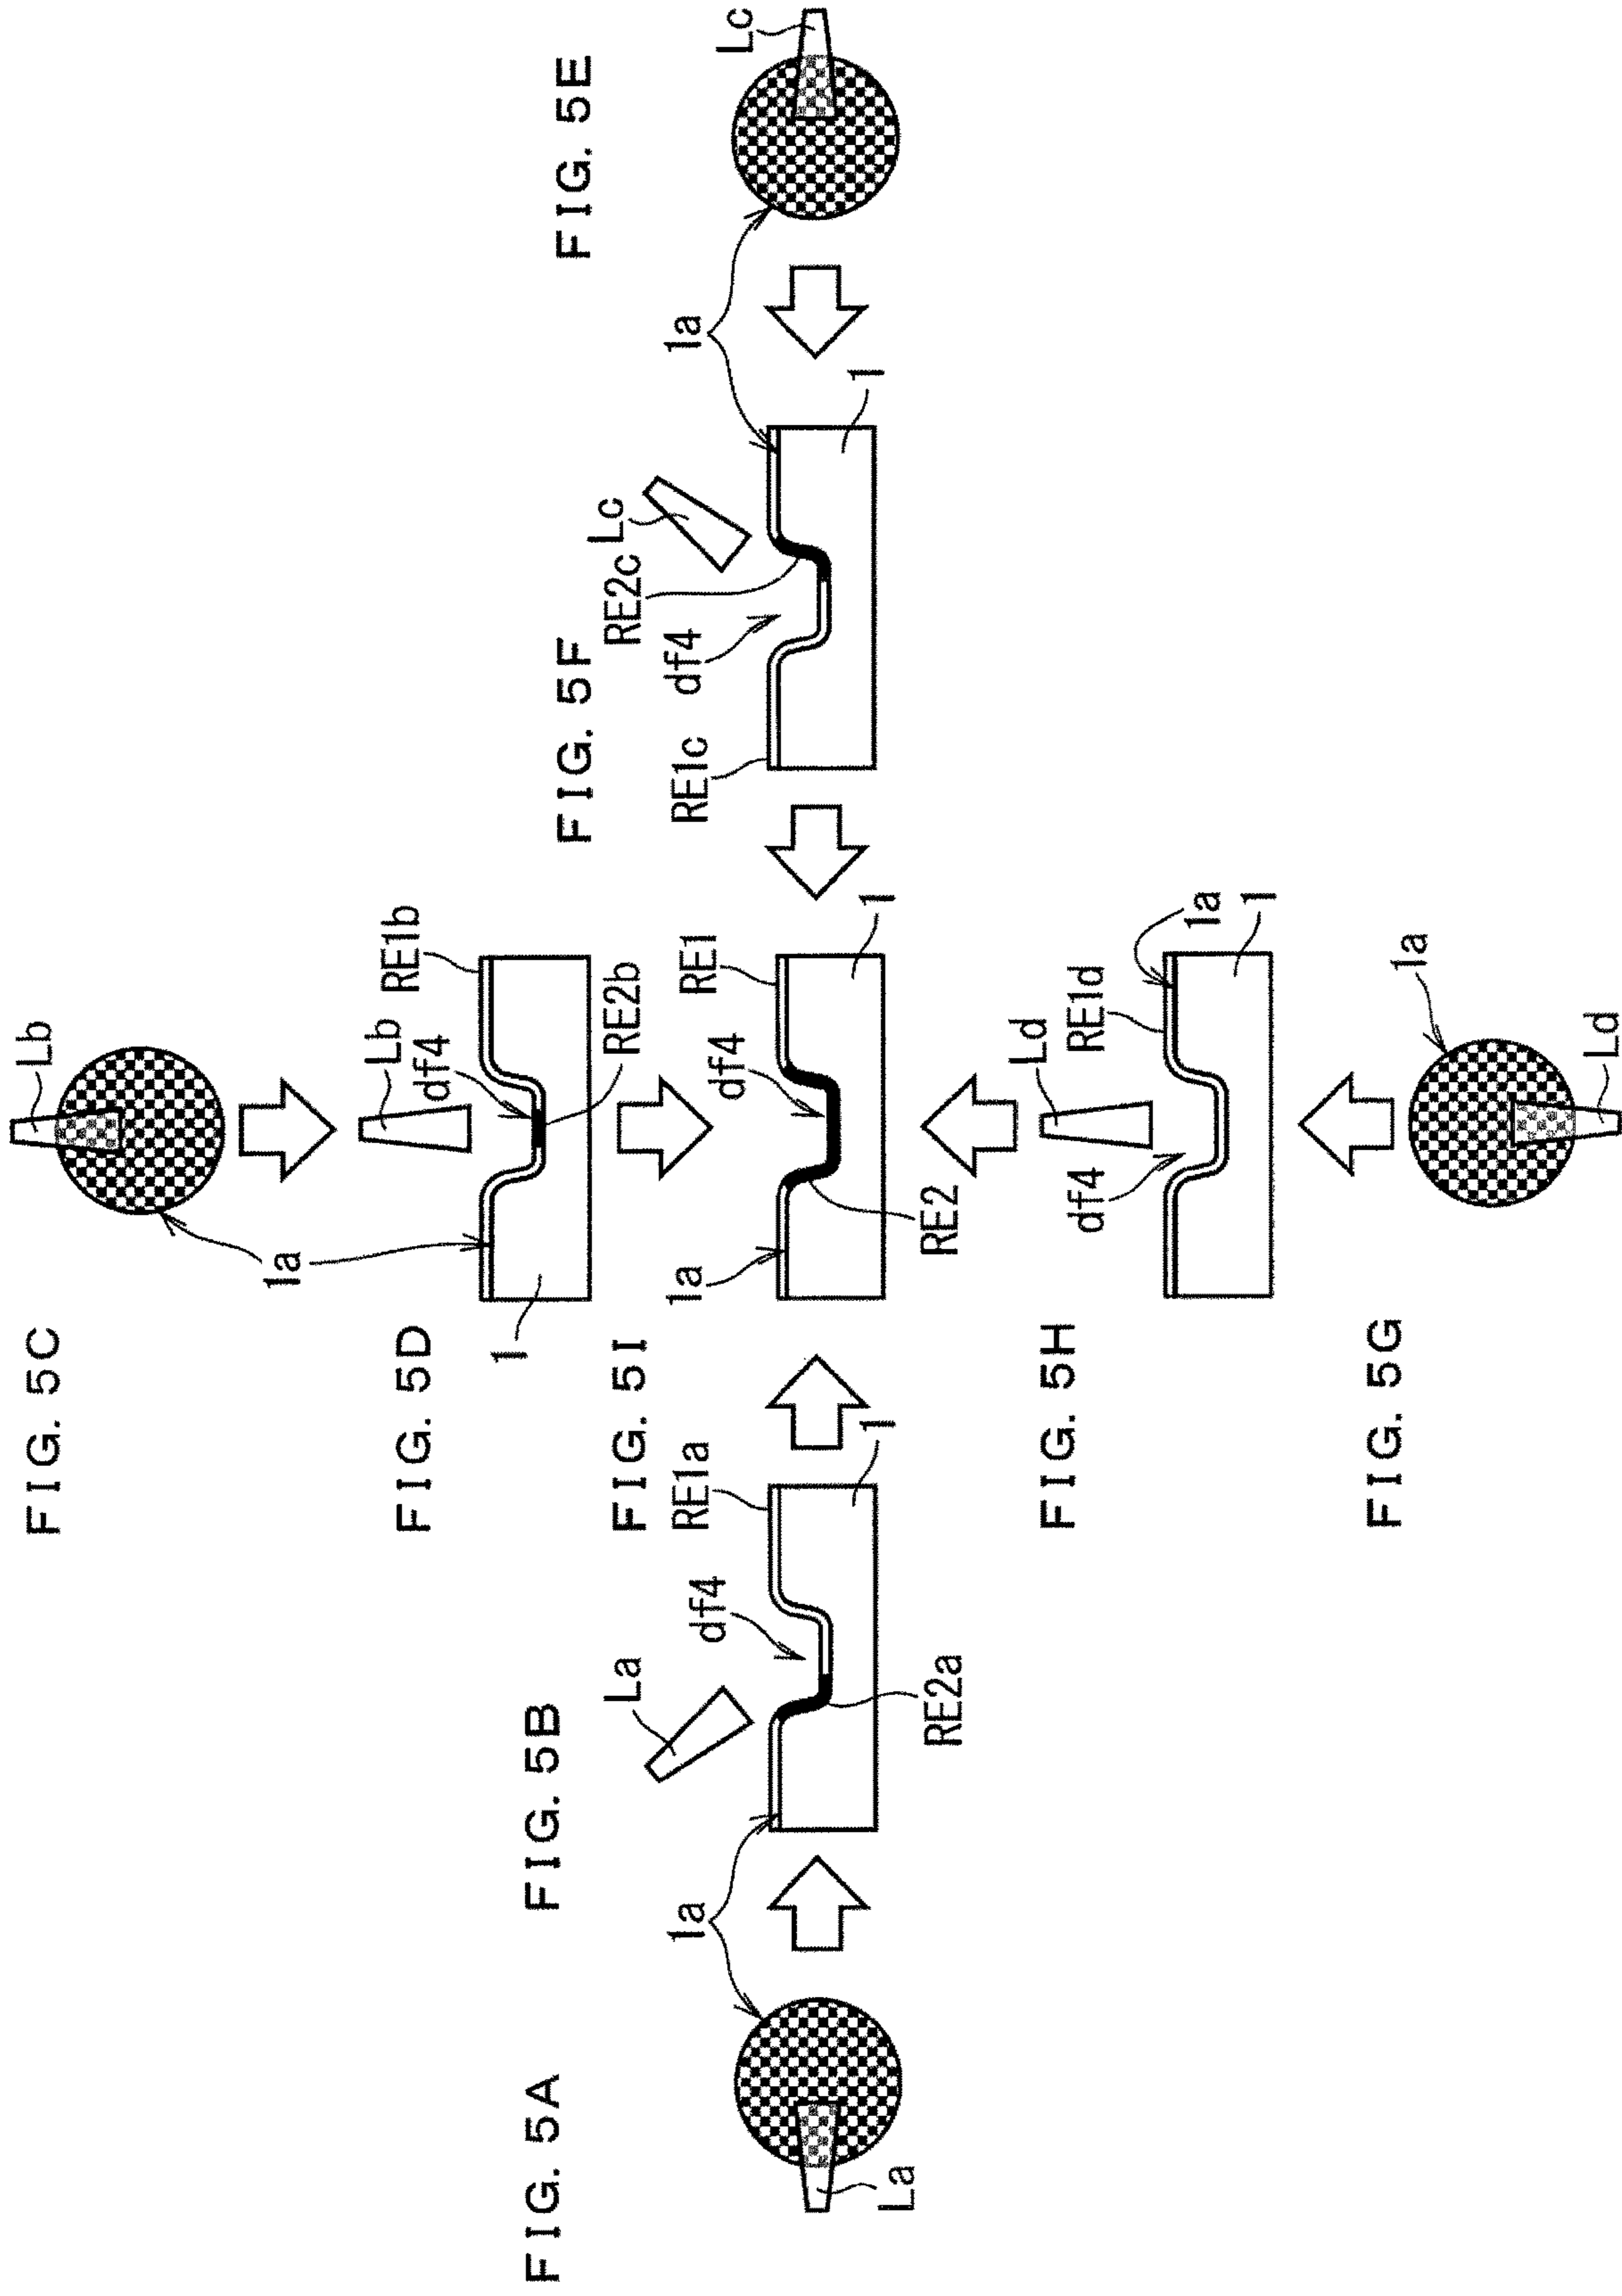 FIG. 5A
La
1a
FIG. 5B
La
df4
RE1a
RE2a
1
FIG. 5C
Lb
1a
FIG. 5D
Lb
df4
RE1b
RE2b
1
FIG. 5E
Lc
1a
FIG. 5F
Lc
RE2c
df4
RE1c
1
FIG. 5I
1a
df4
RE1
RE2
1
FIG. 5H
Ld
RE1d
1a
df4
1
FIG. 5G
1a
Ld